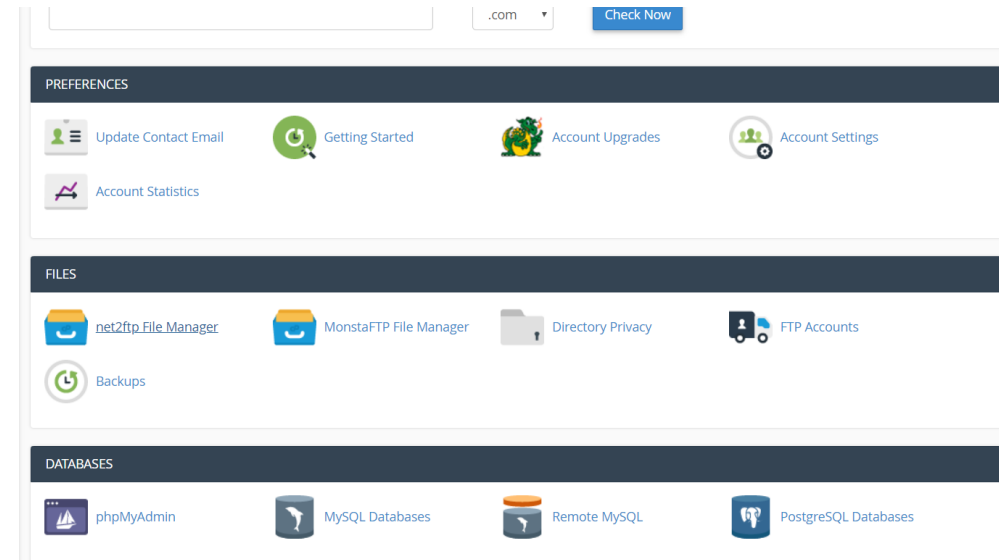 .com Check Now
PREFERENCES
Update Contact Email Getting Started Account Upgrades Account Settings
Account Statistics
FILES
net2ftp File Manager MonstaFTP File Manager Directory Privacy FTP Accounts
Backups
DATABASES
phpMyAdmin MySQL Databases Remote MySQL PostgreSQL Databases